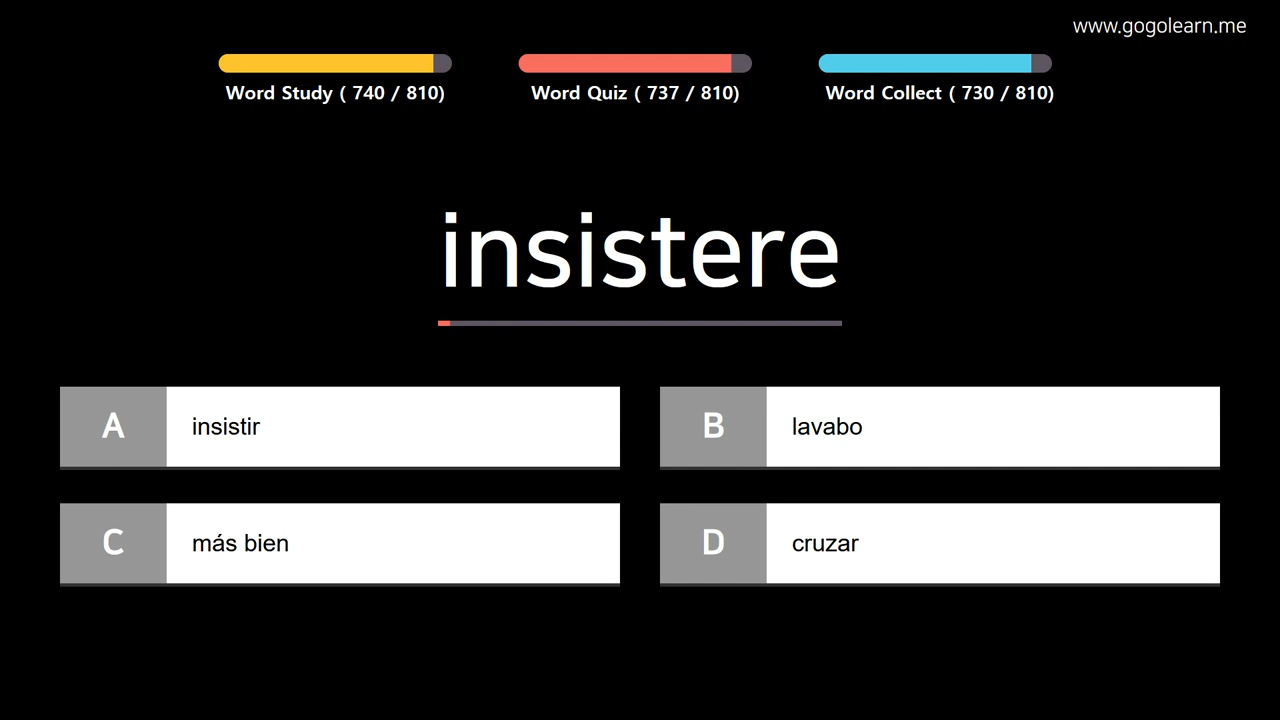 www.gogolearn.me
Word Study ( 740 / 810)
Word Quiz ( 737 / 810)
Word Collect ( 730 / 810)
insistere
A insistir
B lavabo
C más bien
D cruzar